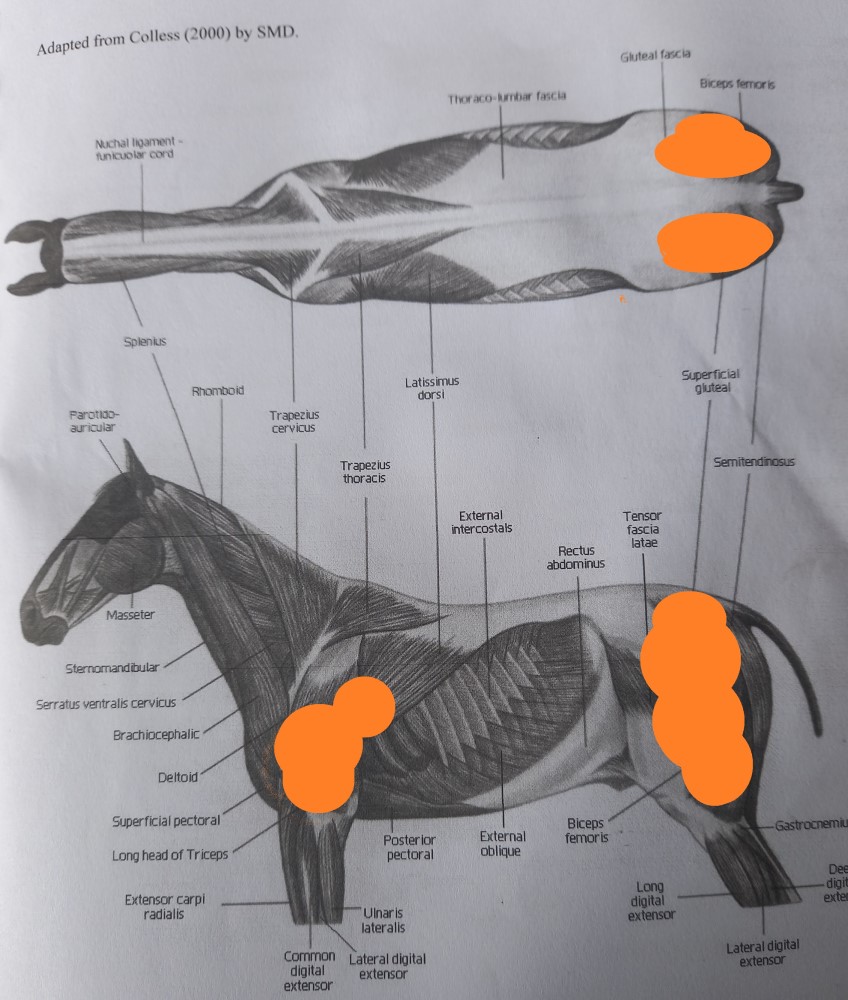 Adapted from Colless (2000) by SMD.
Gluteal fascia
Biceps femoris
Thoraco-lumbar fascia
Nuchal ligament -
funicuolar cord
Splenius
Rhomboid
Parotido-
auricular
Trapezius
cervicus
Latissimus
dorsi
Superficial
gluteal
Trapezius
thoracis
Semitendinosus
External
intercostals
Tensor
fascia
latae
Rectus
abdominus
Masseter
Sternomandibular
Serratus ventralis cervicus
Brachiocephalic
Deltoid
Superficial pectoral
Long head of Triceps
Posterior
pectoral
External
oblique
Biceps
femoris
Gastrocnemiu
Extensor carpi
radialis
Ulnaris
lateralis
Long
digital
extensor
Dee
digit
exte
Common
digital
extensor
Lateral digital
extensor
Lateral digital
extensor